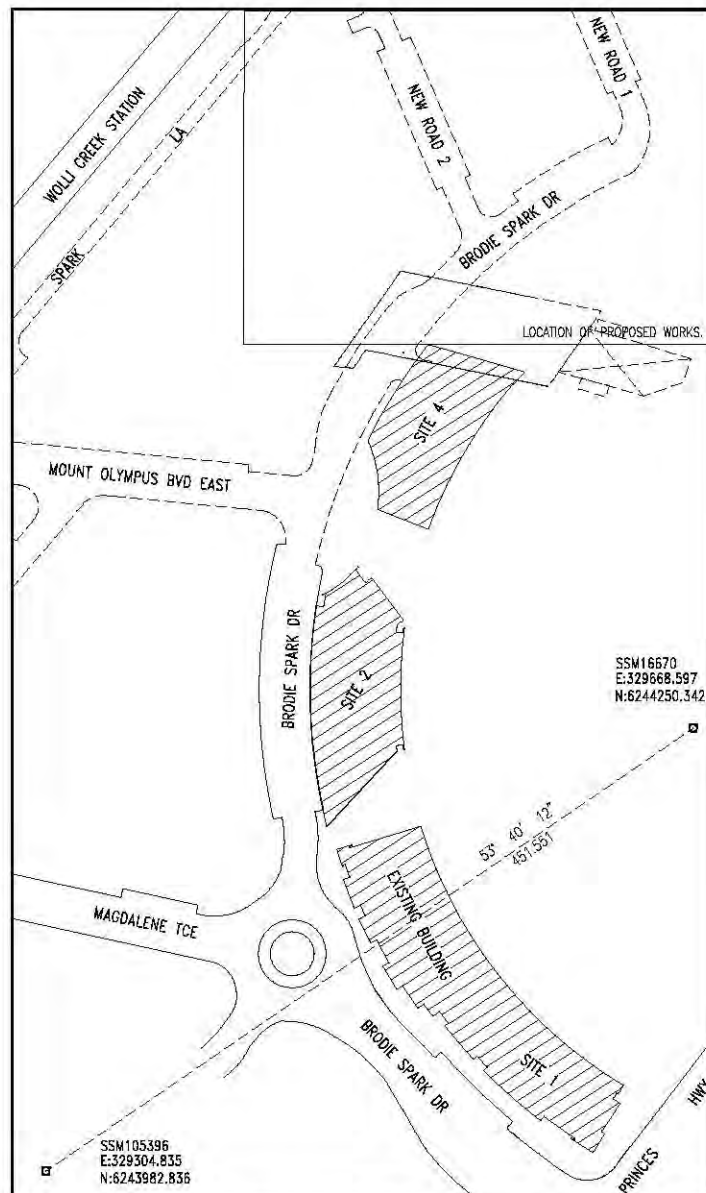 NEW ROAD 1
NEW ROAD 2
WOLLI CREEK STATION
LA
SPARK
BRODIE SPARK DR
LOCATION OF PROPOSED WORKS.
SITE 4
MOUNT OLYMPUS BVD EAST
BRODIE SPARK DR
SITE 2
SSM16670
E:329668.597
N:6244250.342
53° 40' 12"
451.551
EXISTING BUILDING
MAGDALENE TCE
BRODIE SPARK DR
SITE 1
HWY
PRINCES
SSM105396
E:329304.835
N:6243982.836